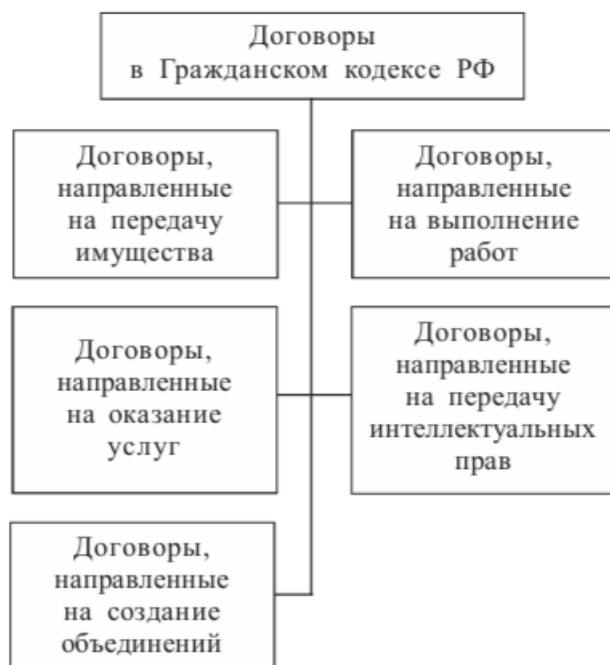 Договоры
в Гражданском кодексе РФ
Договоры,
направленные
на передачу
имущества
Договоры,
направленные
на выполнение
работ
Договоры,
направленные
на оказание
услуг
Договоры,
направленные
на передачу
интеллектуальных
прав
Договоры,
направленные
на создание
объединений